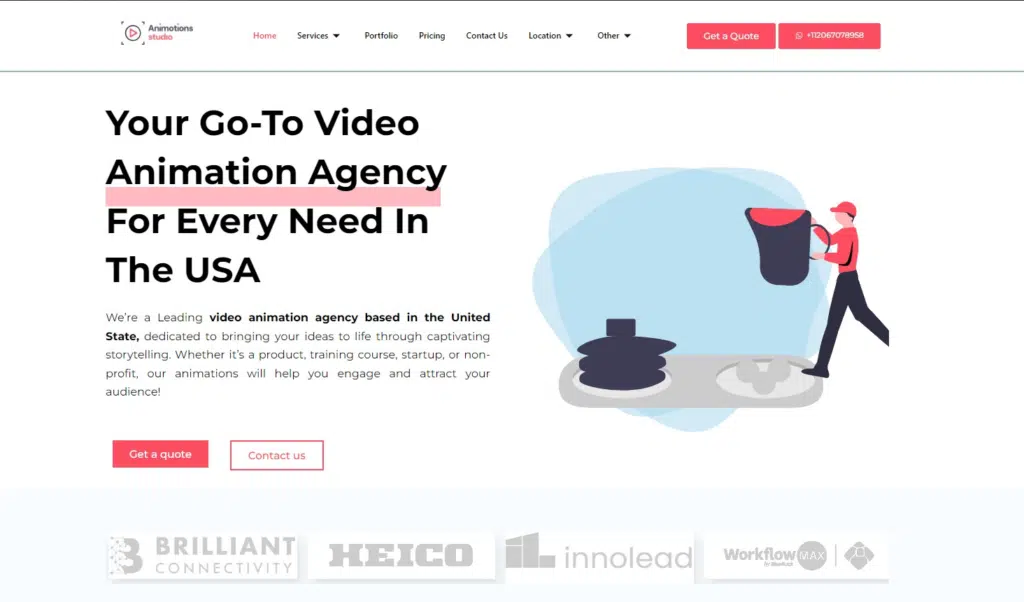 Animotions
studio
Home
Services
Portfolio
Pricing
Contact Us
Location
Other
Get a Quote
+112067078958
Your Go-To Video
Animation Agency
For Every Need In
The USA
We're a Leading video animation agency based in the United
State, dedicated to bringing your ideas to life through captivating
storytelling. Whether it's a product, training course, startup, or non-
profit, our animations will help you engage and attract your
audience!
Get a quote
Contact us
BRILLIANT
CONNECTIVITY
HEICO
innolead
WorkflowMAX